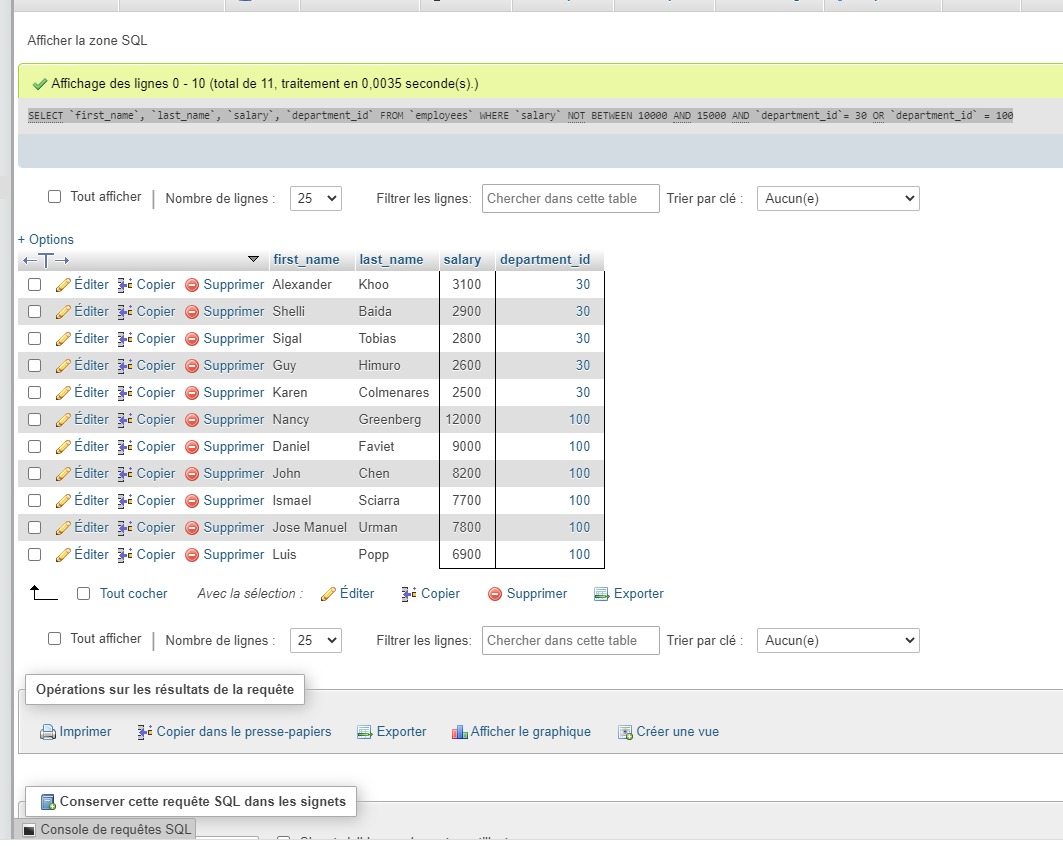 Afficher la zone SQL
Affichage des lignes 0 - 10 (total de 11, traitement en 0,0035 seconde(s).)
SELECT `first_name`, `last_name`, `salary`, `department_id` FROM `employees` WHERE `salary` NOT BETWEEN 10000 AND 15000 AND `department_id`= 30 OR `department_id` = 100
Tout afficher | Nombre de lignes : 25 Filtrer les lignes: Chercher dans cette table Trier par clé : Aucun(e)
+ Options
←T→ first_name last_name salary department_id
Éditer Copier Supprimer Alexander Khoo 3100 30
Éditer Copier Supprimer Shelli Baida 2900 30
Éditer Copier Supprimer Sigal Tobias 2800 30
Éditer Copier Supprimer Guy Himuro 2600 30
Éditer Copier Supprimer Karen Colmenares 2500 30
Éditer Copier Supprimer Nancy Greenberg 12000 100
Éditer Copier Supprimer Daniel Faviet 9000 100
Éditer Copier Supprimer John Chen 8200 100
Éditer Copier Supprimer Ismael Sciarra 7700 100
Éditer Copier Supprimer Jose Manuel Urman 7800 100
Éditer Copier Supprimer Luis Popp 6900 100
Tout cocher Avec la sélection : Éditer Copier Supprimer Exporter
Tout afficher | Nombre de lignes : 25 Filtrer les lignes: Chercher dans cette table Trier par clé : Aucun(e)
Opérations sur les résultats de la requête
Imprimer Copier dans le presse-papiers Exporter Afficher le graphique Créer une vue
Conserver cette requête SQL dans les signets
Console de requêtes SQL